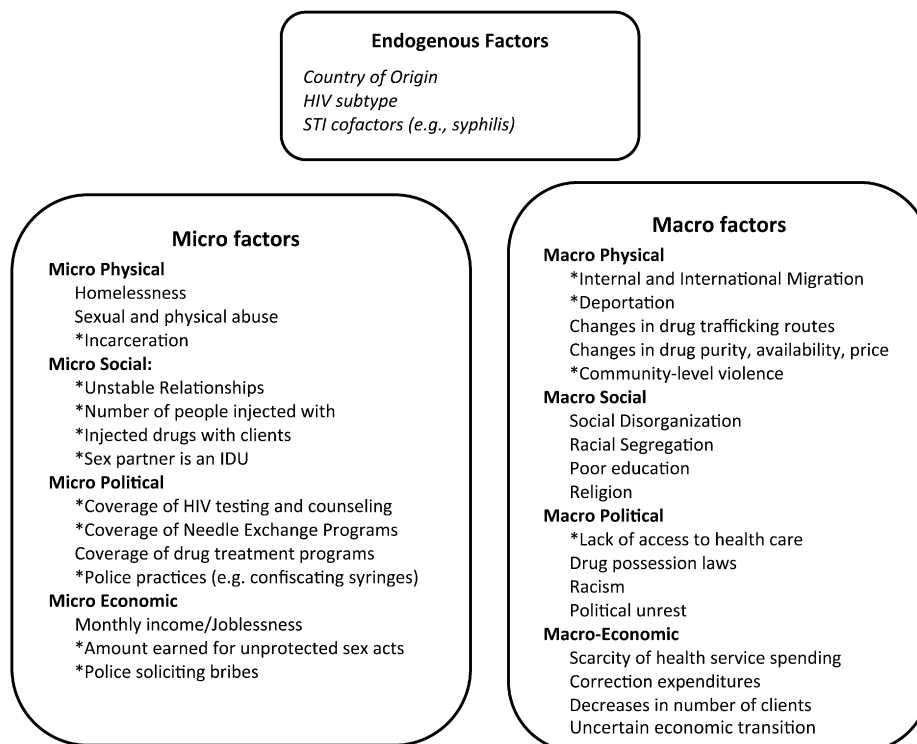 Endogenous Factors
Country of Origin
HIV subtype
STI cofactors (e.g., syphilis)
Micro factors
Micro Physical
Homelessness
Sexual and physical abuse
*Incarceration
Micro Social:
*Unstable Relationships
*Number of people injected with
*Injected drugs with clients
*Sex partner is an IDU
Micro Political
*Coverage of HIV testing and counseling
*Coverage of Needle Exchange Programs
Coverage of drug treatment programs
*Police practices (e.g. confiscating syringes)
Micro Economic
Monthly income/Joblessness
*Amount earned for unprotected sex acts
*Police soliciting bribes
Macro factors
Macro Physical
*Internal and International Migration
*Deportation
Changes in drug trafficking routes
Changes in drug purity, availability, price
*Community-level violence
Macro Social
Social Disorganization
Racial Segregation
Poor education
Religion
Macro Political
*Lack of access to health care
Drug possession laws
Racism
Political unrest
Macro-Economic
Scarcity of health service spending
Correction expenditures
Decreases in number of clients
Uncertain economic transition